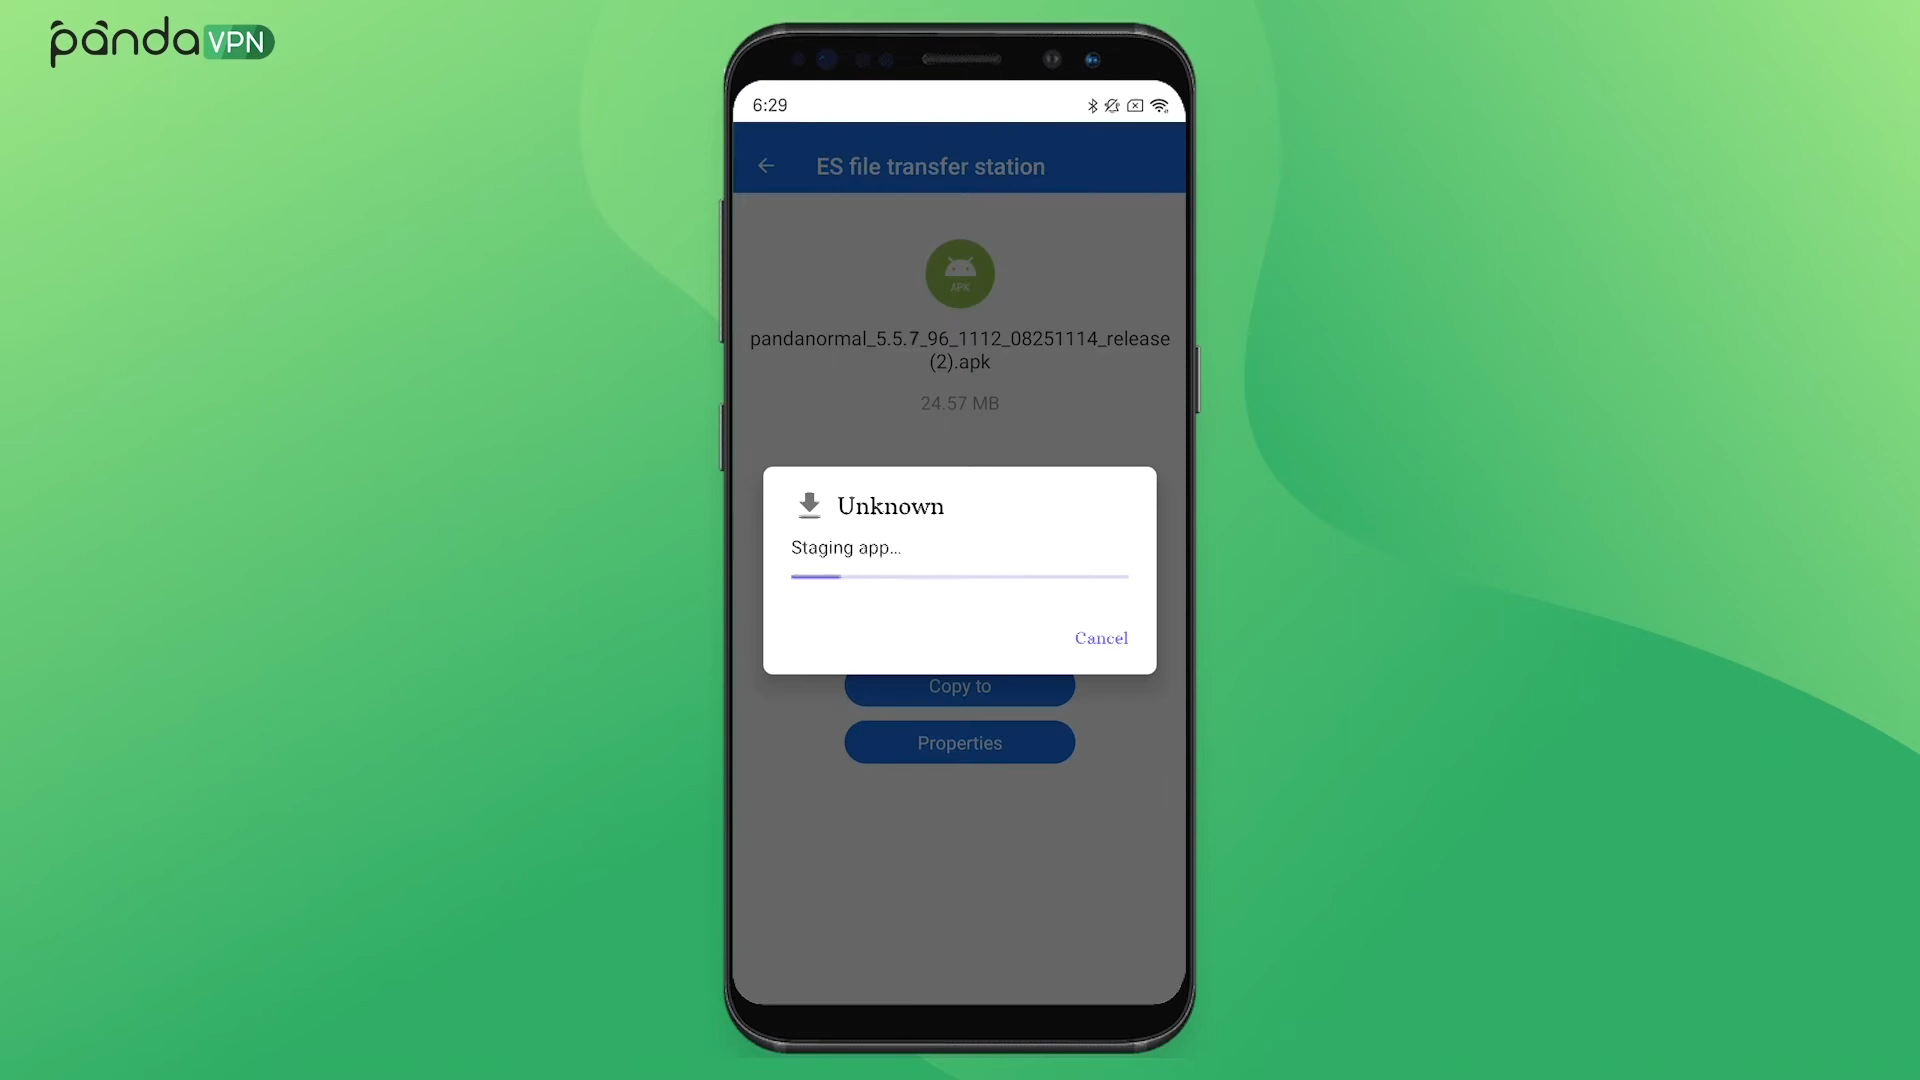 pandaVPN
6:29
ES file transfer station
APK
pandanormal_5.5.7_96_1112_08251114_release
(2).apk
24.57 MB
Unknown
Staging app...
Cancel
Copy to
Properties